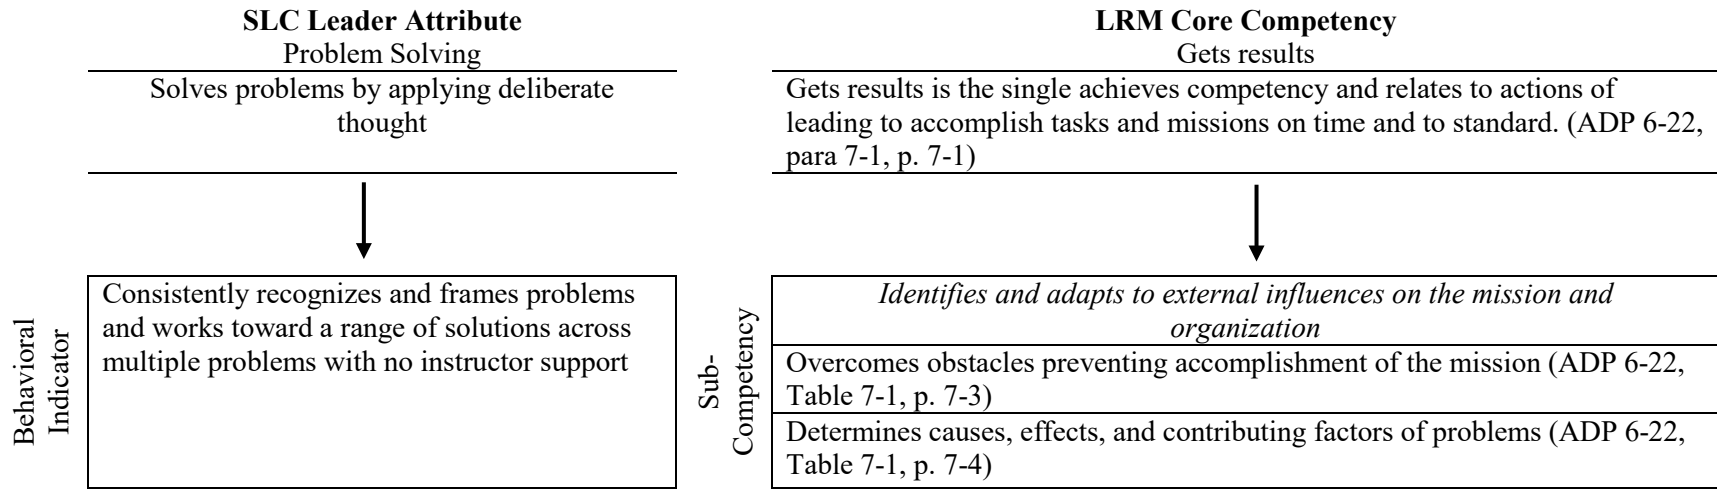 SLC Leader Attribute
Problem Solving
Solves problems by applying deliberate
thought
Behavioral
Indicator
Consistently recognizes and frames problems
and works toward a range of solutions across
multiple problems with no instructor support
LRM Core Competency
Gets results
Gets results is the single achieves competency and relates to actions of
leading to accomplish tasks and missions on time and to standard. (ADP 6-22,
para 7-1, p. 7-1)
Sub-
Competency
Identifies and adapts to external influences on the mission and
organization
Overcomes obstacles preventing accomplishment of the mission (ADP 6-22,
Table 7-1, p. 7-3)
Determines causes, effects, and contributing factors of problems (ADP 6-22,
Table 7-1, p. 7-4)